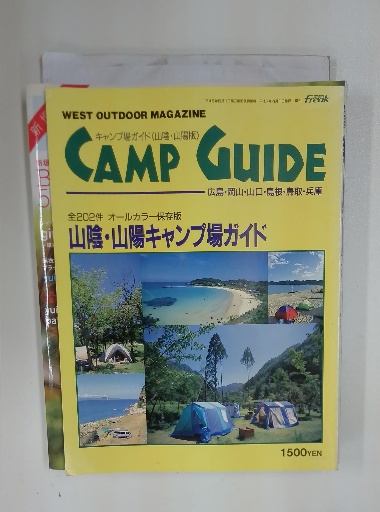 WEST OUTDOOR MAGAZINE
キャンプ場ガイド(山陰・山陽版)
CAMP GUIDE
広島・岡山・山口・島根・鳥取・兵庫
全202件 オールカラー保存版
山陰・山陽キャンプ場ガイド
1500YEN